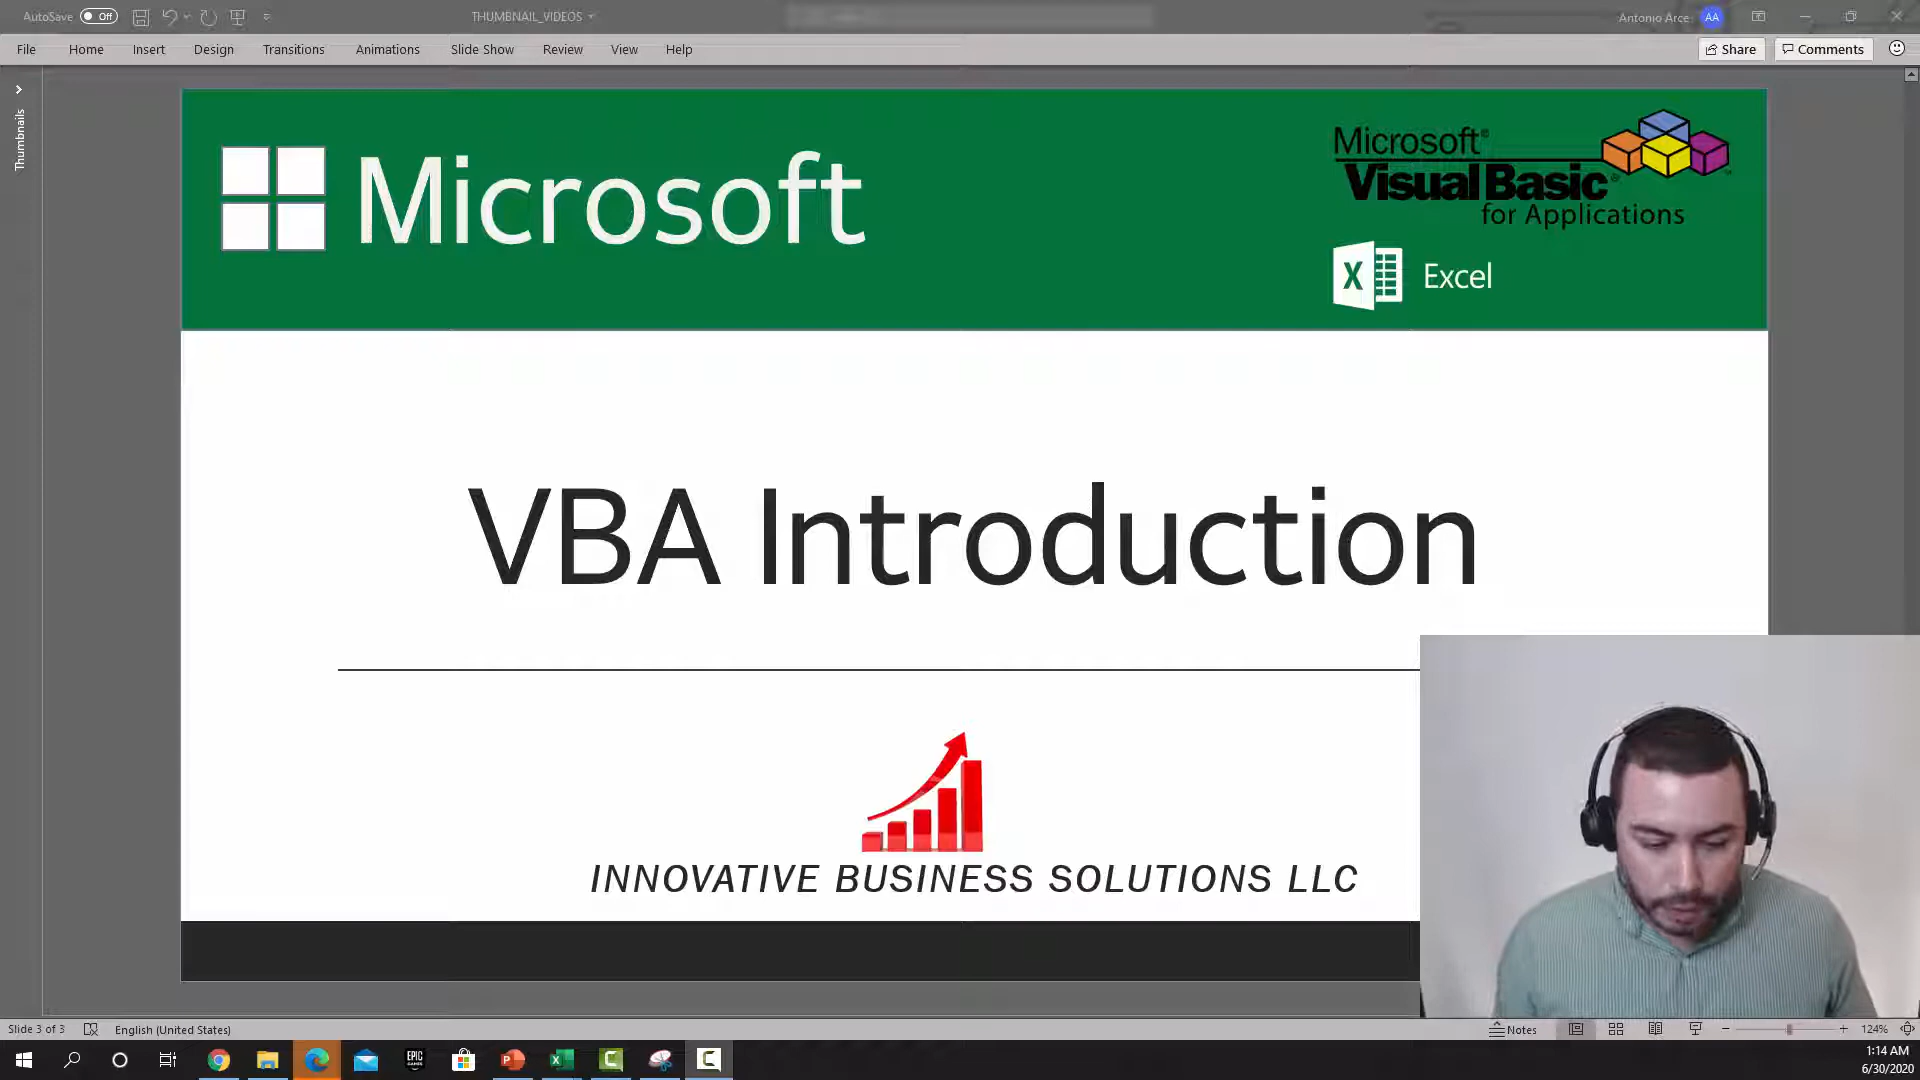 AutoSave Off
THUMBNAIL_VIDEOS
Antonio Arce AA
File Home Insert Design Transitions Animations Slide Show Review View Help
Share Comments
Thumbnails
Microsoft
Microsoft®
Visual Basic®
for Applications
X Excel
VBA Introduction
INNOVATIVE BUSINESS SOLUTIONS LLC
Slide 3 of 3 English (United States)
Notes 124%
EPIC GAMES
1:14 AM
6/30/2020